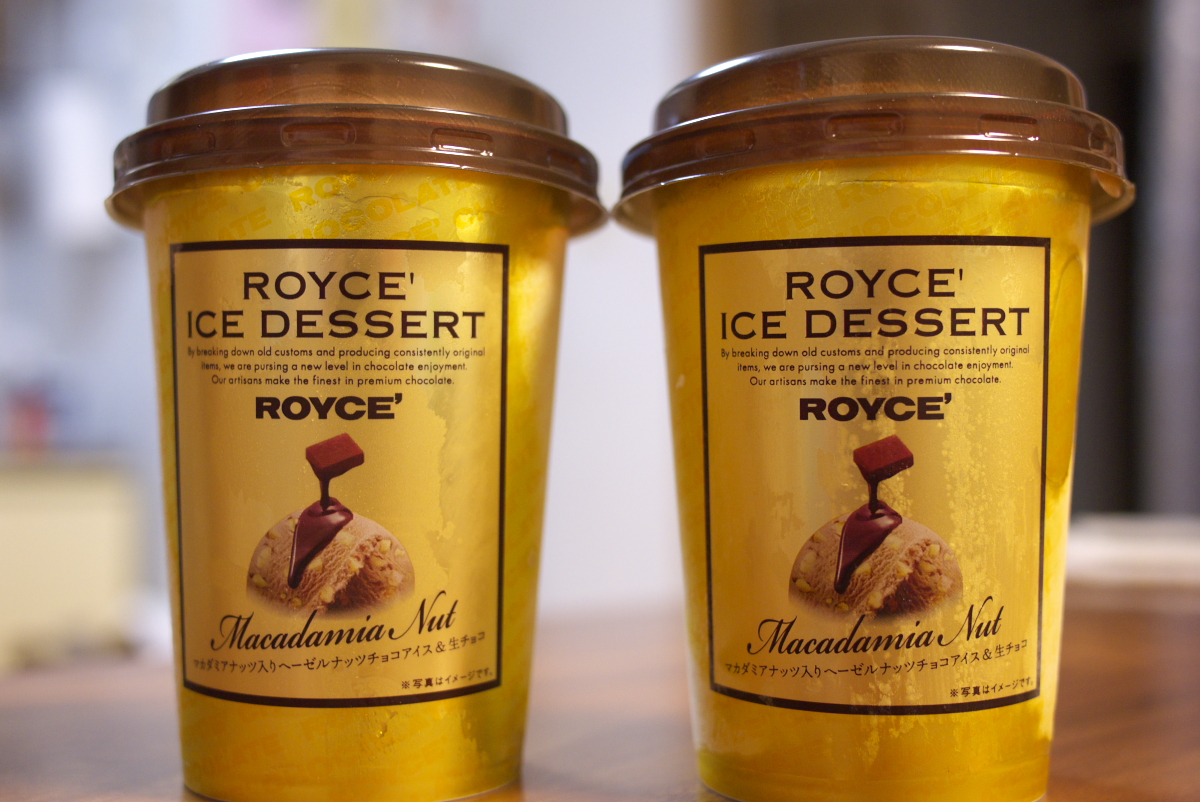 ROYCE'
ICE DESSERT
By breaking down old customs and producing consistently original
items, we are pursing a new level in chocolate enjoyment.
Our artisans make the finest in premium chocolate.
ROYCE'
Macadamia Nut
マカダミアナッツ入りヘーゼルナッツチョコアイス&生チョコ
※写真はイメージです。
ROYCE'
ICE DESSERT
By breaking down old customs and producing consistently original
items, we are pursing a new level in chocolate enjoyment.
Our artisans make the finest in premium chocolate.
ROYCE'
Macadamia Nut
マカダミアナッツ入りヘーゼルナッツチョコアイス&生チョコ
※写真はイメージです。